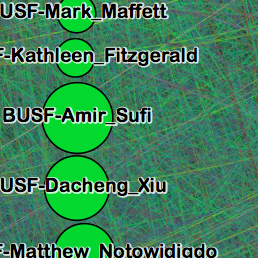 USF-Mark_Maffett
F-Kathleen_Fitzgerald
BUSF-Amir_Sufi
USF-Dacheng_Xiu
F-Matthew_Notowidigdo